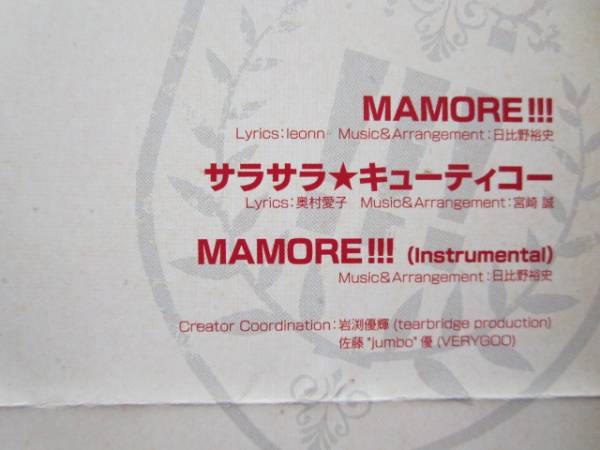 MAMORE!!!
Lyrics:leonn Music&Arrangement:日比野裕史
サラサラ★キューティコー
Lyrics:奥村愛子 Music&Arrangement:宮崎 誠
MAMORE!!! (Instrumental)
Music&Arrangement:日比野裕史
Creator Coordination:岩渕優輝 (tearbridge production)
佐藤"jumbo"優 (VERYGOO)